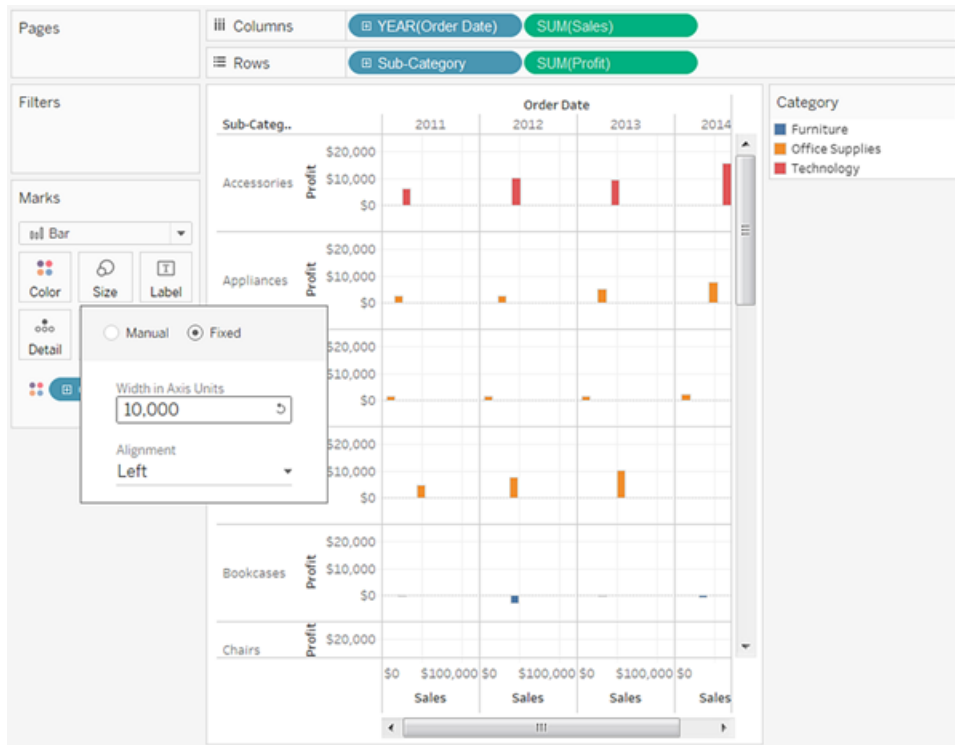 Pages
Columns
YEAR(Order Date)
SUM(Sales)
Rows
Sub-Category
SUM(Profit)
Filters
Marks
Bar
Color
Size
Label
Detail
Manual
Fixed
Width in Axis Units
10,000
Alignment
Left
Order Date
Sub-Categ..
2011
2012
2013
2014
Accessories
Profit
$20,000
$10,000
$0
Appliances
Profit
$20,000
$10,000
$0
$20,000
$10,000
$0
$20,000
$10,000
$0
Bookcases
Profit
$20,000
$10,000
$0
Chairs
Profit
$20,000
$0
$100,000
$0
$100,000
$0
$100,000
$0
Sales
Sales
Sales
Sales
Category
Furniture
Office Supplies
Technology